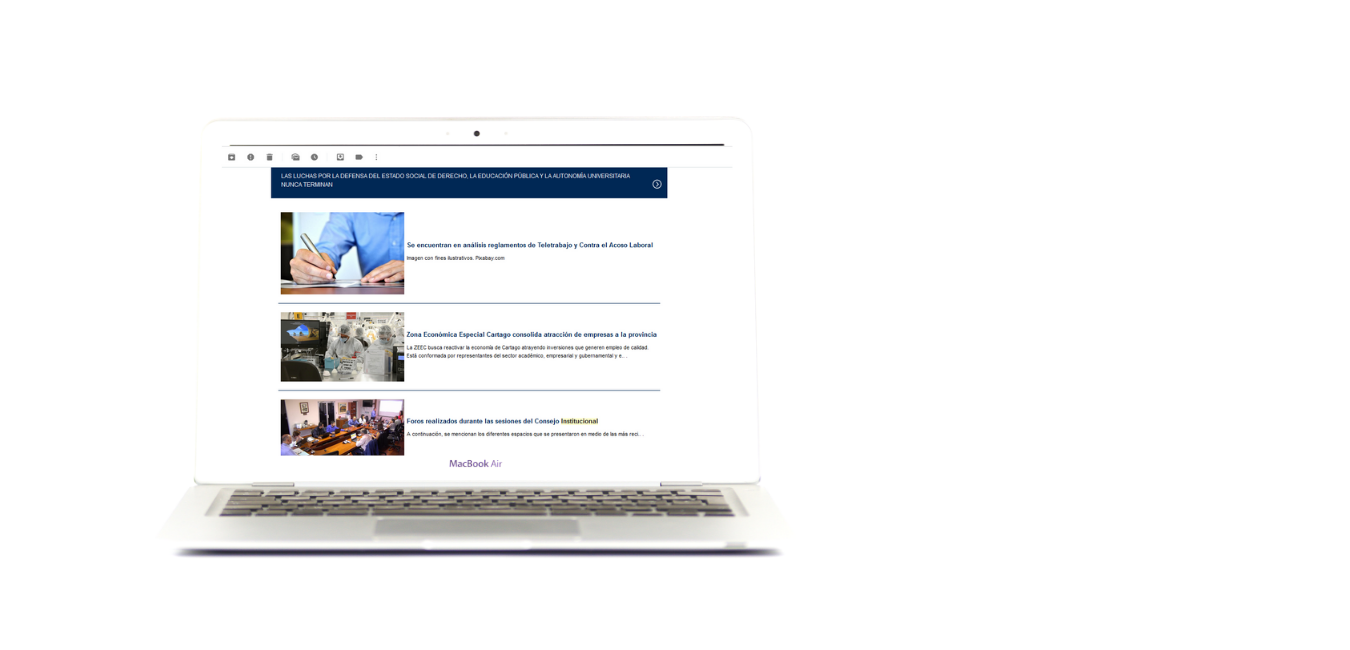 LAS LUCHAS POR LA DEFENSA DEL ESTADO SOCIAL DE DERECHO, LA EDUCACIÓN PÚBLICA Y LA AUTONOMÍA UNIVERSITARIA
NUNCA TERMINAN
Se encuentran en análisis reglamentos de Teletrabajo y Contra el Acoso Laboral
Imagen con fines ilustrativos. Pixabay.com
Zona Económica Especial Cartago consolida atracción de empresas a la provincia
La ZEEC busca reactivar la economía de Cartago atrayendo inversiones que generen empleo de calidad.
Está conformada por representantes del sector académico, empresarial y gubernamental y e…
Foros realizados durante las sesiones del Consejo Institucional
A continuación, se mencionan los diferentes espacios que se presentaron en medio de las más reci…
MacBook Air